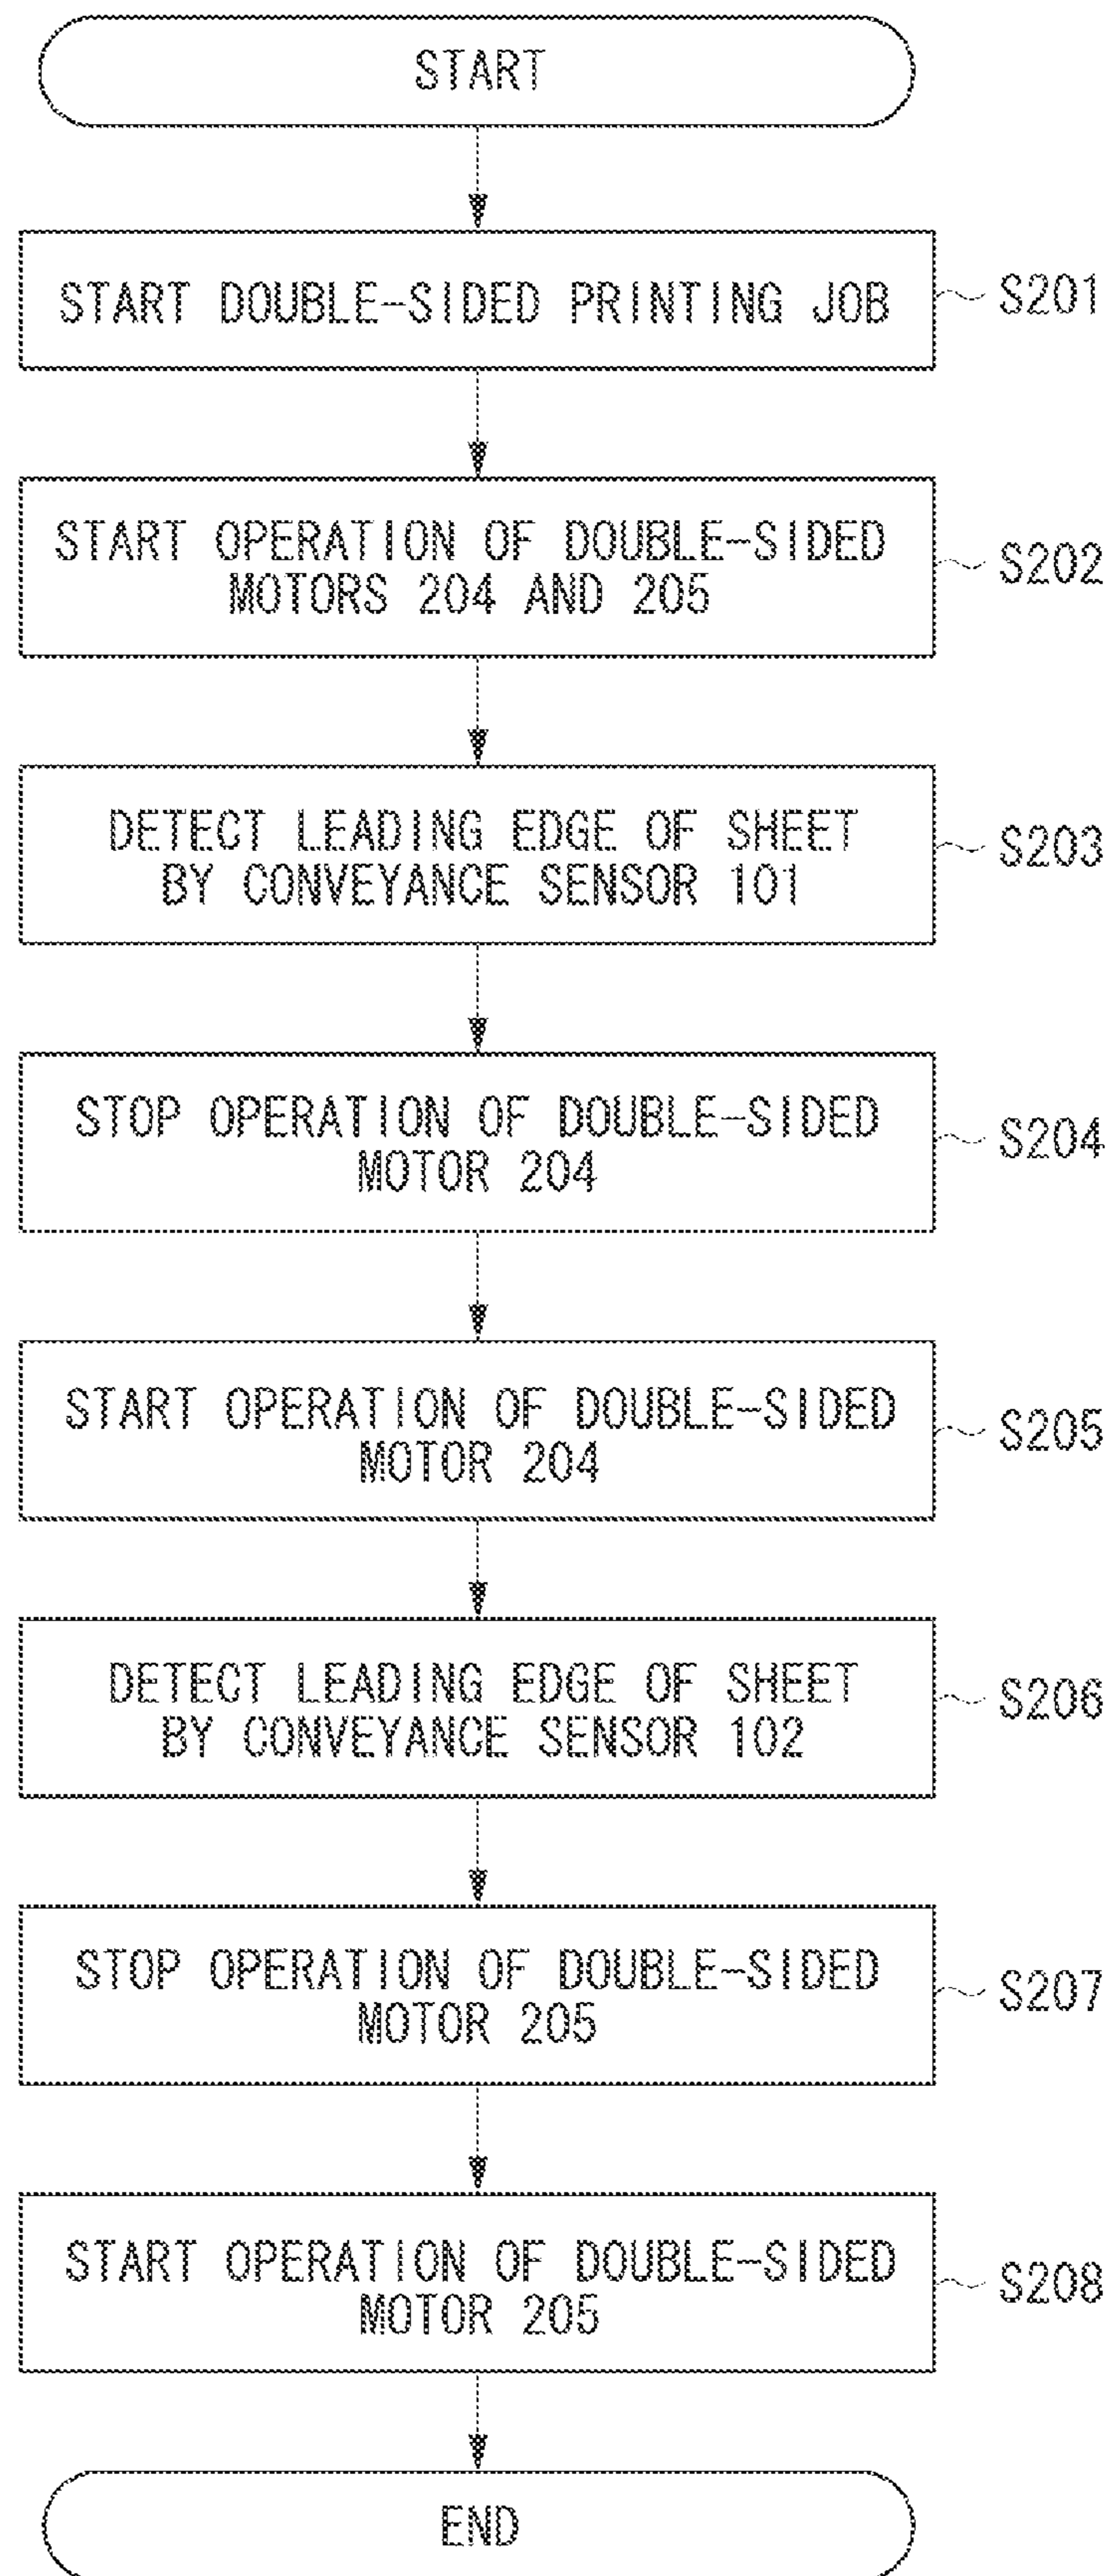 START
START DOUBLE-SIDED PRINTING JOB
S201
START OPERATION OF DOUBLE-SIDED
MOTORS 204 AND 205
S202
DETECT LEADING EDGE OF SHEET
BY CONVEYANCE SENSOR 101
S203
STOP OPERATION OF DOUBLE-SIDED
MOTOR 204
S204
START OPERATION OF DOUBLE-SIDED
MOTOR 204
S205
DETECT LEADING EDGE OF SHEET
BY CONVEYANCE SENSOR 102
S206
STOP OPERATION OF DOUBLE-SIDED
MOTOR 205
S207
START OPERATION OF DOUBLE-SIDED
MOTOR 205
S208
END